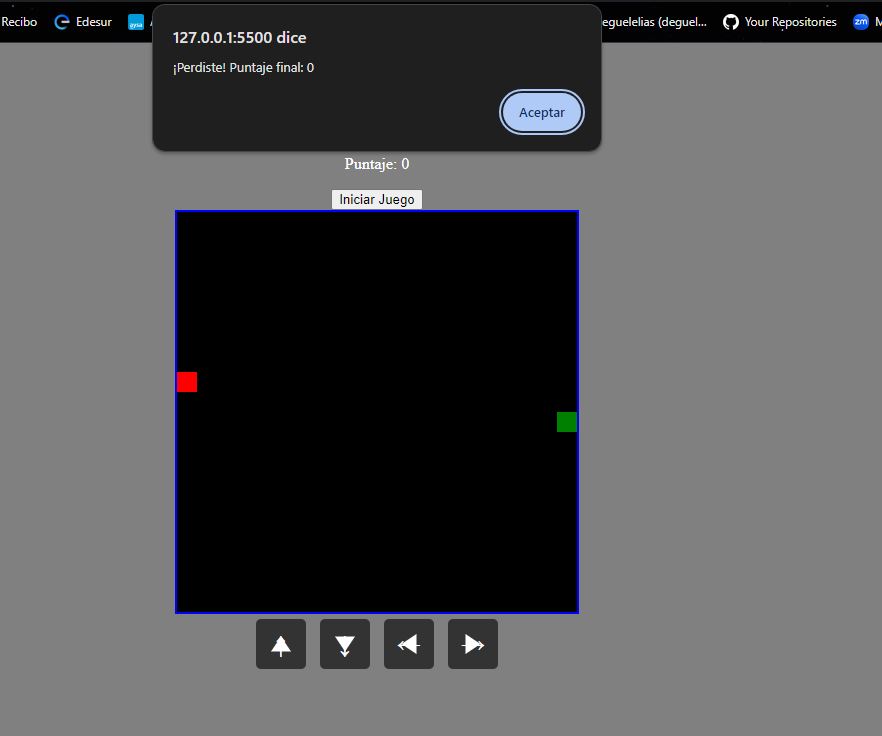 Recibo Edesur aysa eguelelias (deguel... Your Repositories zm M
127.0.0.1:5500 dice
¡Perdiste! Puntaje final: 0
Aceptar
Puntaje: 0
Iniciar Juego